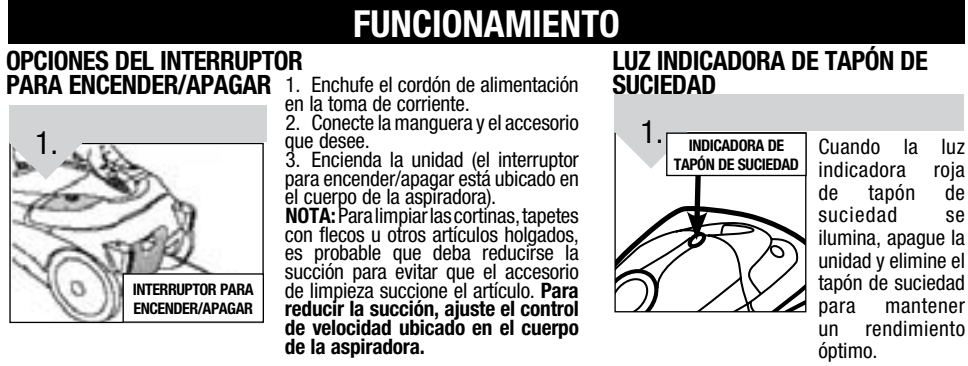 FUNCIONAMIENTO
OPCIONES DEL INTERRUPTOR
PARA ENCENDER/APAGAR
1.
INTERRUPTOR PARA
ENCENDER/APAGAR
1. Enchufe el cordón de alimentación
en la toma de corriente.
2. Conecte la manguera y el accesorio
que desee.
3. Encienda la unidad (el interruptor
para encender/apagar está ubicado en
el cuerpo de la aspiradora).
NOTA: Para limpiar las cortinas, tapetes
con flecos u otros artículos holgados,
es probable que deba reducirse la
succión para evitar que el accesorio
de limpieza succione el artículo. Para
reducir la succión, ajuste el control
de velocidad ubicado en el cuerpo
de la aspiradora.
LUZ INDICADORA DE TAPÓN DE
SUCIEDAD
1.
INDICADORA DE
TAPÓN DE SUCIEDAD
Cuando la luz
indicadora roja
de tapón de
suciedad se
ilumina, apague la
unidad y elimine el
tapón de suciedad
para mantener
un rendimiento
óptimo.